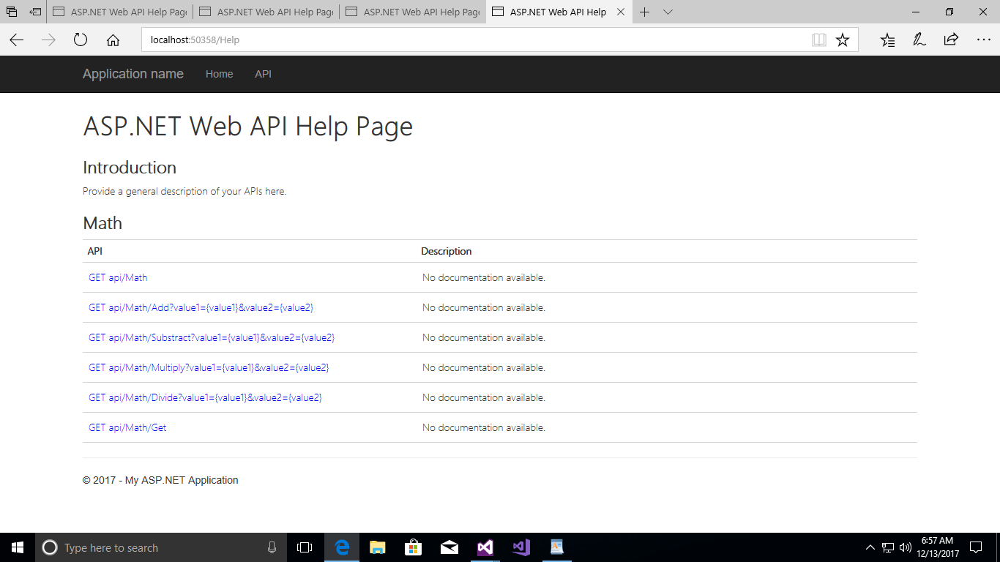 ASP.NET Web API Help Page
ASP.NET Web API Help Page
ASP.NET Web API Help Page
ASP.NET Web API Help
localhost:50358/Help
Application name Home API
ASP.NET Web API Help Page
Introduction
Provide a general description of your APIs here.
Math
API Description
GET api/Math No documentation available.
GET api/Math/Add?value1={value1}&value2={value2} No documentation available.
GET api/Math/Substract?value1={value1}&value2={value2} No documentation available.
GET api/Math/Multiply?value1={value1}&value2={value2} No documentation available.
GET api/Math/Divide?value1={value1}&value2={value2} No documentation available.
GET api/Math/Get No documentation available.
© 2017 - My ASP.NET Application
Type here to search
6:57 AM
12/13/2017